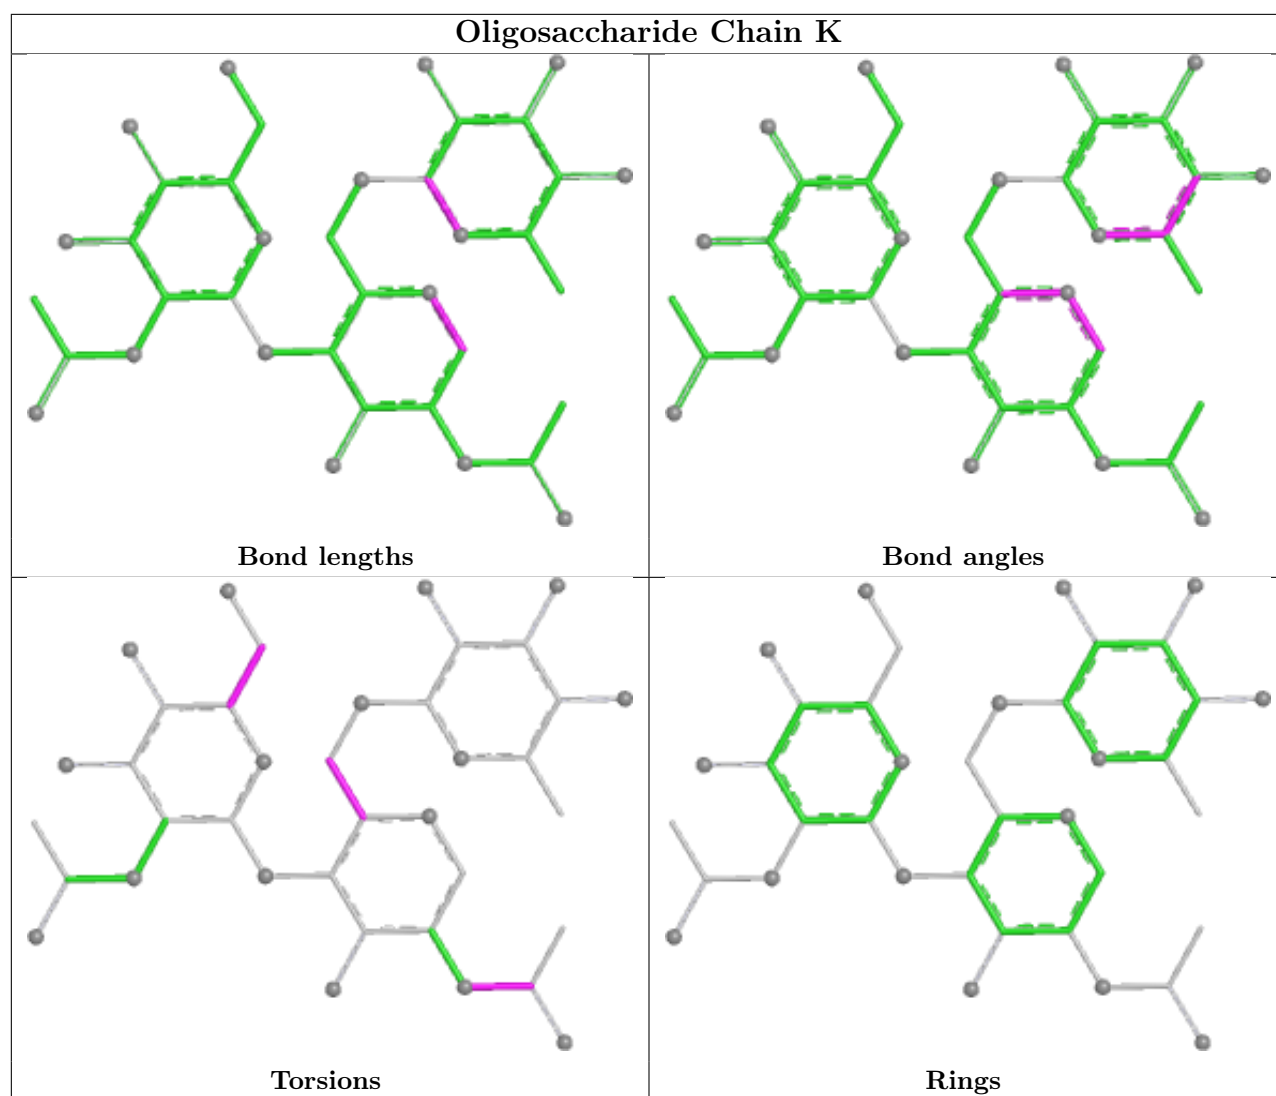 Oligosaccharide Chain K
Bond lengths
Bond angles
Torsions
Rings